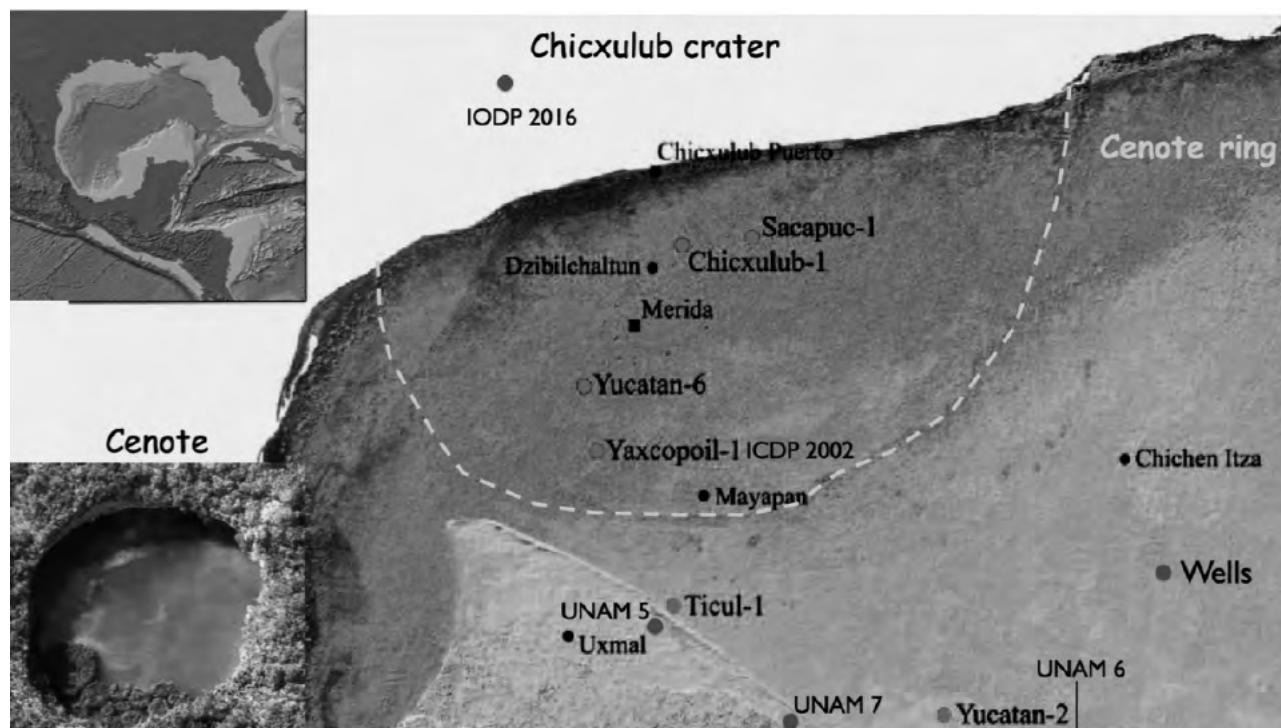 Chicxulub crater
IODP 2016
Cenote ring
Chicxulub Puerto
Sacapuc-1
Chicxulub-1
Dzibilchaltun
Merida
Yucatan-6
Cenote
Yaxcopoil-1 ICDP 2002
Chichen Itza
Mayapan
Wells
UNAM 5
Ticul-1
Uxmal
UNAM 6
UNAM 7
Yucatan-2